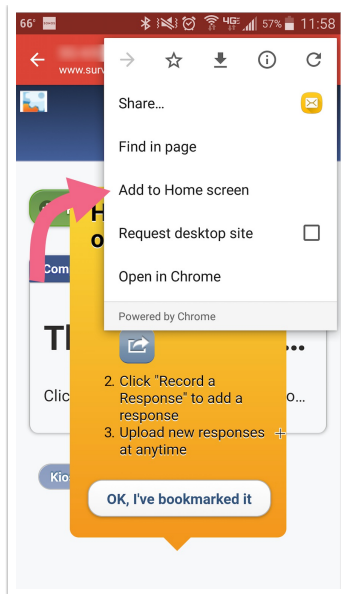 66° 4G 57% 11:58
www.surv
Share...
Find in page
Add to Home screen
Request desktop site
Open in Chrome
Powered by Chrome
H
o
Com
Th ...
Clic o...
2. Click "Record a
Response" to add a
response
3. Upload new responses
at anytime
Kio
OK, I've bookmarked it